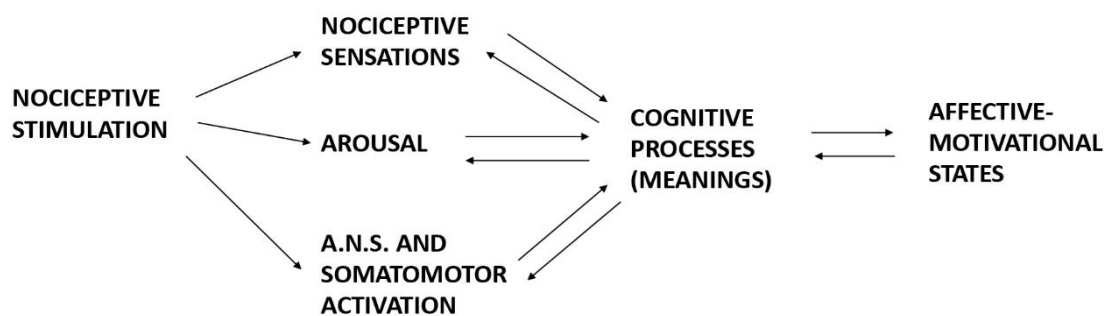 NOCICEPTIVE
STIMULATION
NOCICEPTIVE
SENSATIONS
AROUSAL
A.N.S. AND
SOMATOMOTOR
ACTIVATION
COGNITIVE
PROCESSES
(MEANINGS)
AFFECTIVE-
MOTIVATIONAL
STATES